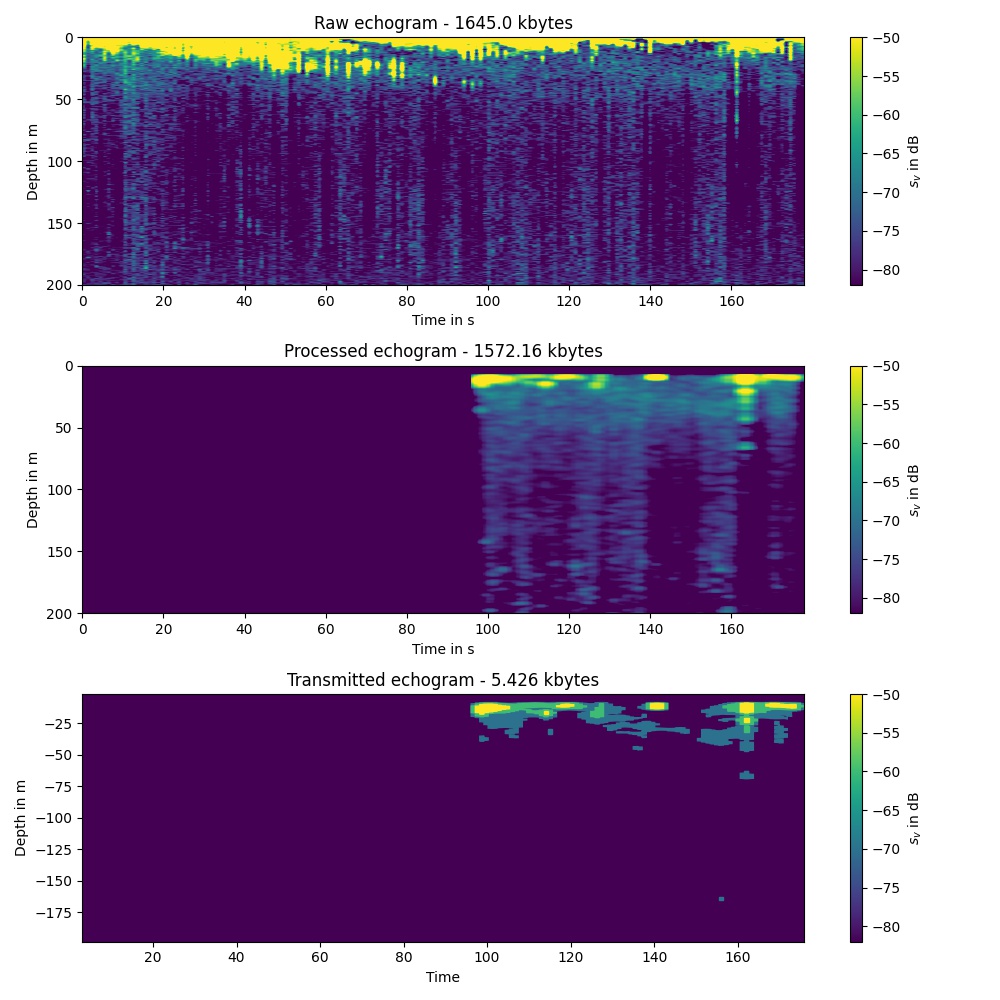 Raw echogram - 1645.0 kbytes
0
50
100
150
200
Depth in m
0 20 40 60 80 100 120 140 160
Time in s
−50
−55
−60
−65
−70
−75
−80
s_v in dB
Processed echogram - 1572.16 kbytes
0
50
100
150
200
Depth in m
0 20 40 60 80 100 120 140 160
Time in s
−50
−55
−60
−65
−70
−75
−80
s_v in dB
Transmitted echogram - 5.426 kbytes
−25
−50
−75
−100
−125
−150
−175
Depth in m
20 40 60 80 100 120 140 160
Time
−50
−55
−60
−65
−70
−75
−80
s_v in dB